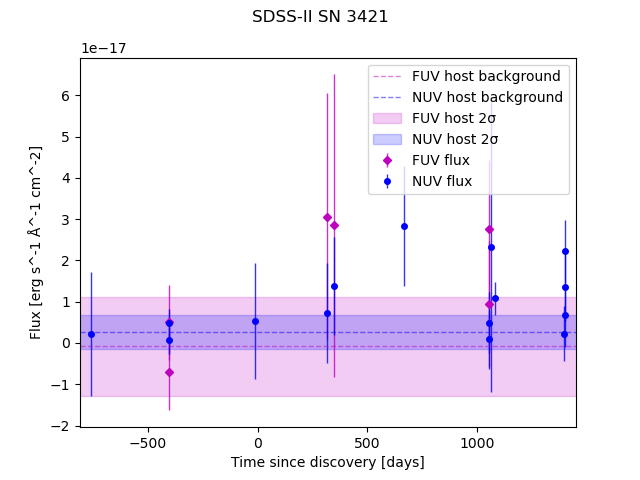 SDSS-II SN 3421
1e−17
FUV host background
NUV host background
FUV host 2σ
NUV host 2σ
FUV flux
NUV flux
6
5
4
3
2
1
0
−1
−2
Flux [erg s^-1 Å^-1 cm^-2]
−500 0 500 1000
Time since discovery [days]